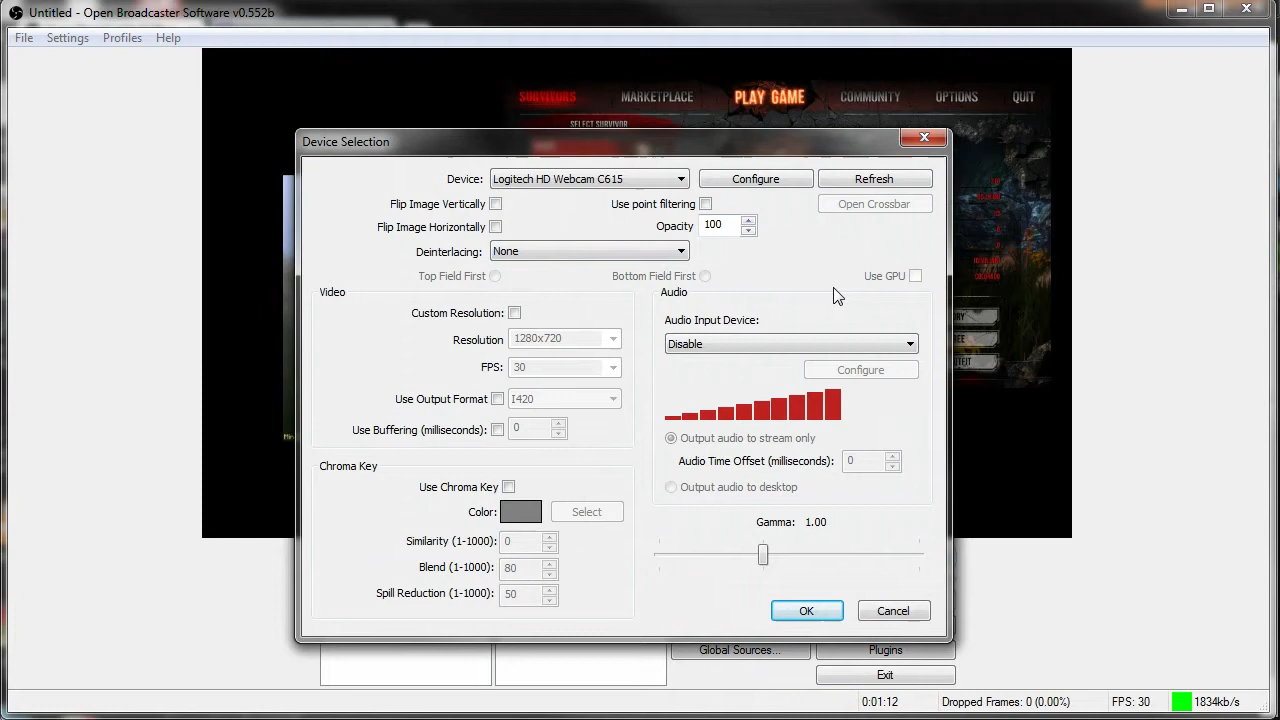 Untitled - Open Broadcaster Software v0.552b
File Settings Profiles Help
SURVIVORS MARKETPLACE PLAY GAME COMMUNITY OPTIONS QUIT
SELECT SURVIVOR
Device Selection
Device: Logitech HD Webcam C615 Configure Refresh
Flip Image Vertically Use point filtering Open Crossbar
Flip Image Horizontally Opacity 100
Deinterlacing: None
Top Field First Bottom Field First Use GPU
Video Audio
Custom Resolution: Audio Input Device:
Resolution 1280x720 Disable
FPS: 30 Configure
Use Output Format I420
Use Buffering (milliseconds): 0
Output audio to stream only
Audio Time Offset (milliseconds): 0
Chroma Key
Use Chroma Key Output audio to desktop
Color: Select
Gamma: 1.00
Similarity (1-1000): 0
Blend (1-1000): 80
Spill Reduction (1-1000): 50
OK Cancel
Global Sources... Plugins
Exit
0:01:12 Dropped Frames: 0 (0.00%) FPS: 30 1834kb/s